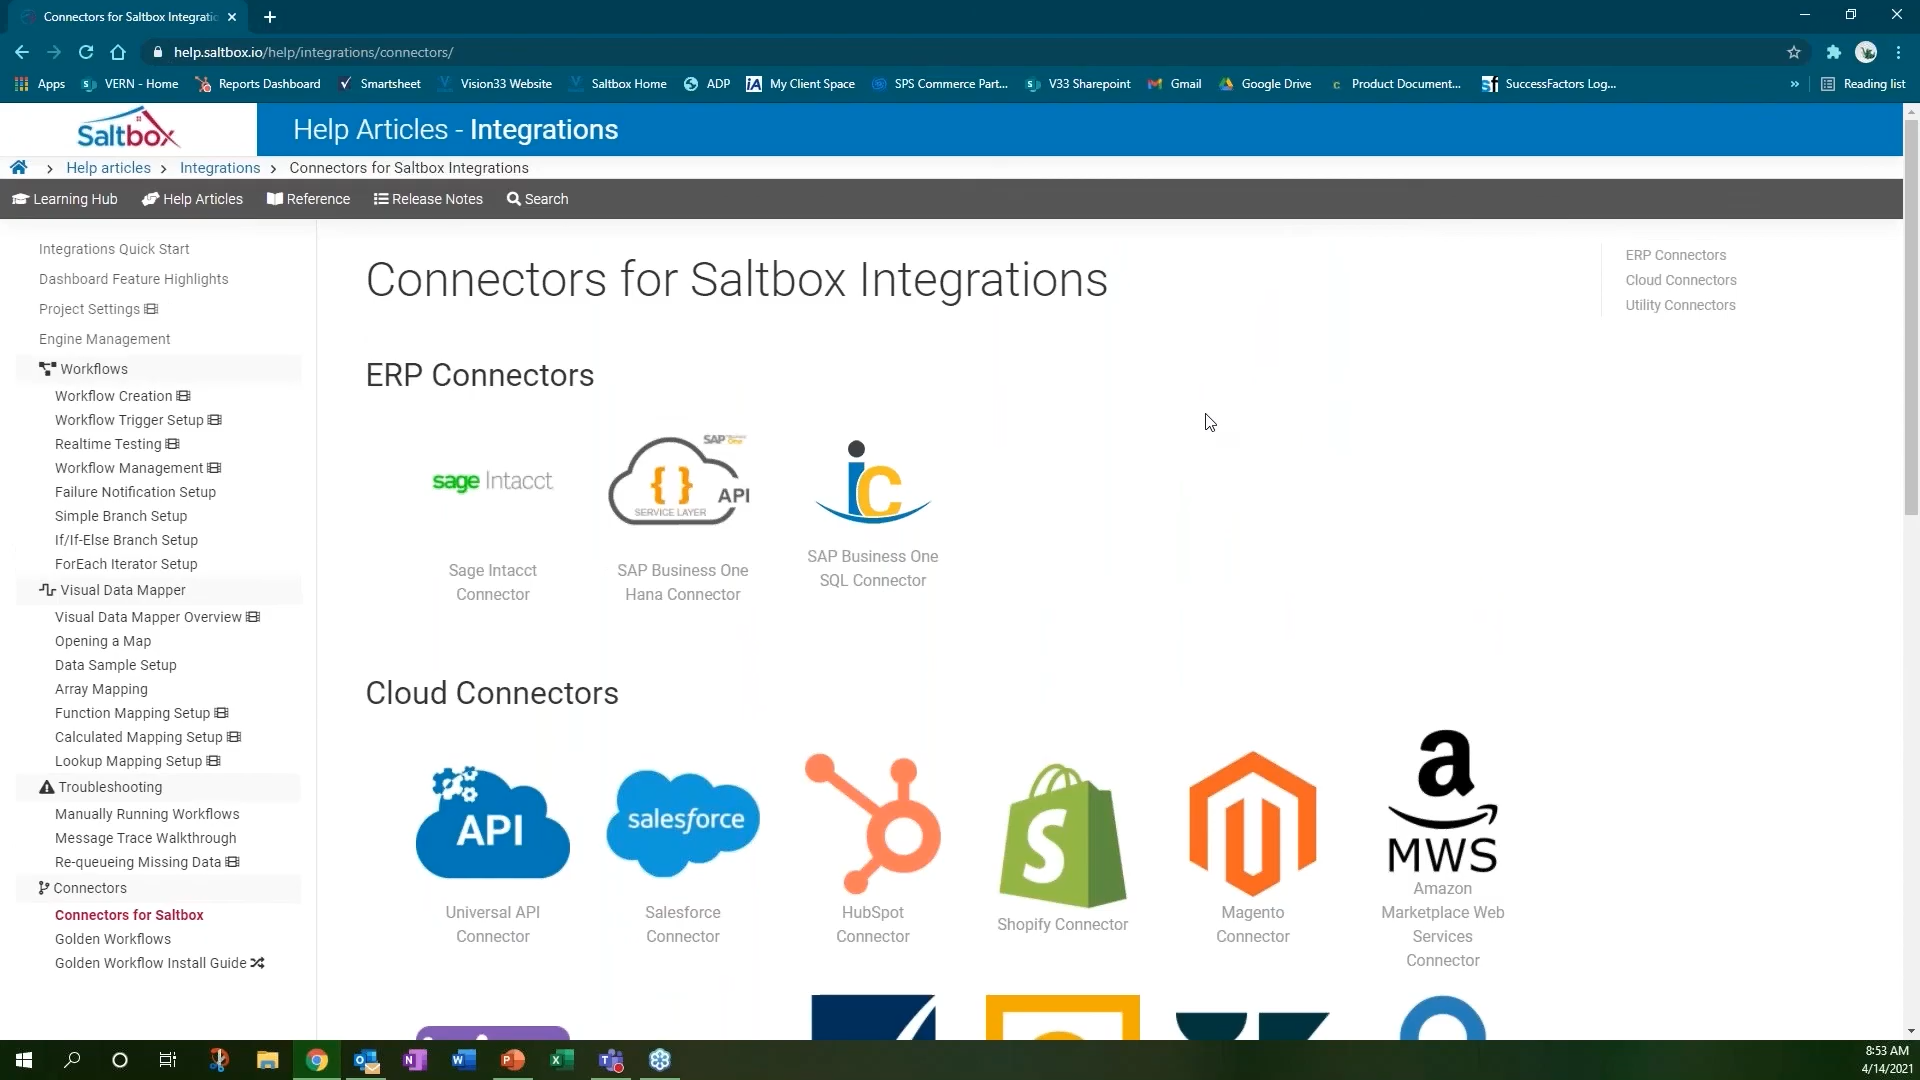 Connectors for Saltbox Integratio
help.saltbox.io/help/integrations/connectors/
Apps
VERN - Home
Reports Dashboard
Smartsheet
Vision33 Website
Saltbox Home
ADP
iA My Client Space
SPS Commerce Part...
V33 Sharepoint
Gmail
Google Drive
Product Document...
SuccessFactors Log...
»
Reading list
Saltbox
Help Articles - Integrations
Help articles > Integrations > Connectors for Saltbox Integrations
Learning Hub
Help Articles
Reference
Release Notes
Search
Integrations Quick Start
Dashboard Feature Highlights
Project Settings
Engine Management
Workflows
Workflow Creation
Workflow Trigger Setup
Realtime Testing
Workflow Management
Failure Notification Setup
Simple Branch Setup
If/If-Else Branch Setup
ForEach Iterator Setup
Visual Data Mapper
Visual Data Mapper Overview
Opening a Map
Data Sample Setup
Array Mapping
Function Mapping Setup
Calculated Mapping Setup
Lookup Mapping Setup
Troubleshooting
Manually Running Workflows
Message Trace Walkthrough
Re-queueing Missing Data
Connectors
Connectors for Saltbox
Golden Workflows
Golden Workflow Install Guide
Connectors for Saltbox Integrations
ERP Connectors
sage Intacct
Sage Intacct
Connector
SAP Business One
{ } API
SERVICE LAYER
SAP Business One
Hana Connector
ic
SAP Business One
SQL Connector
Cloud Connectors
API
Universal API
Connector
salesforce
Salesforce
Connector
HubSpot
Connector
S
Shopify Connector
Magento
Connector
a
MWS
Amazon
Marketplace Web
Services
Connector
ERP Connectors
Cloud Connectors
Utility Connectors
8:53 AM
4/14/2021